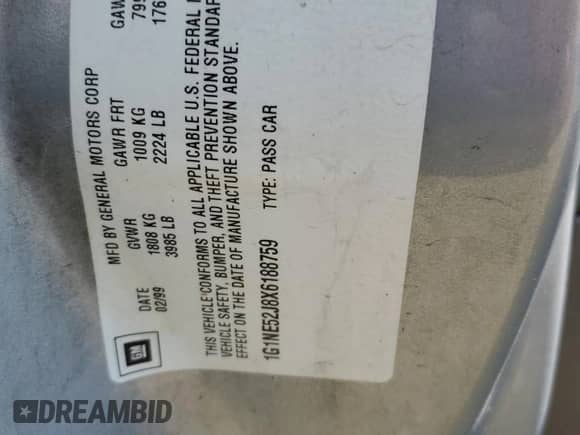 MFD BY GENERAL MOTORS CORP
DATE GVWR GAWR FRT
02/99 1808 KG 1009 KG
3985 LB 2224 LB
THIS VEHICLE CONFORMS TO ALL APPLICABLE U.S. FEDERAL
VEHICLE SAFETY, BUMPER, AND THEFT PREVENTION
EFFECT ON THE DATE OF MANUFACTURE SHOWN ABOVE.
1G1NE52J8X6188759 TYPE: PASS CAR
GM
DREAMBID